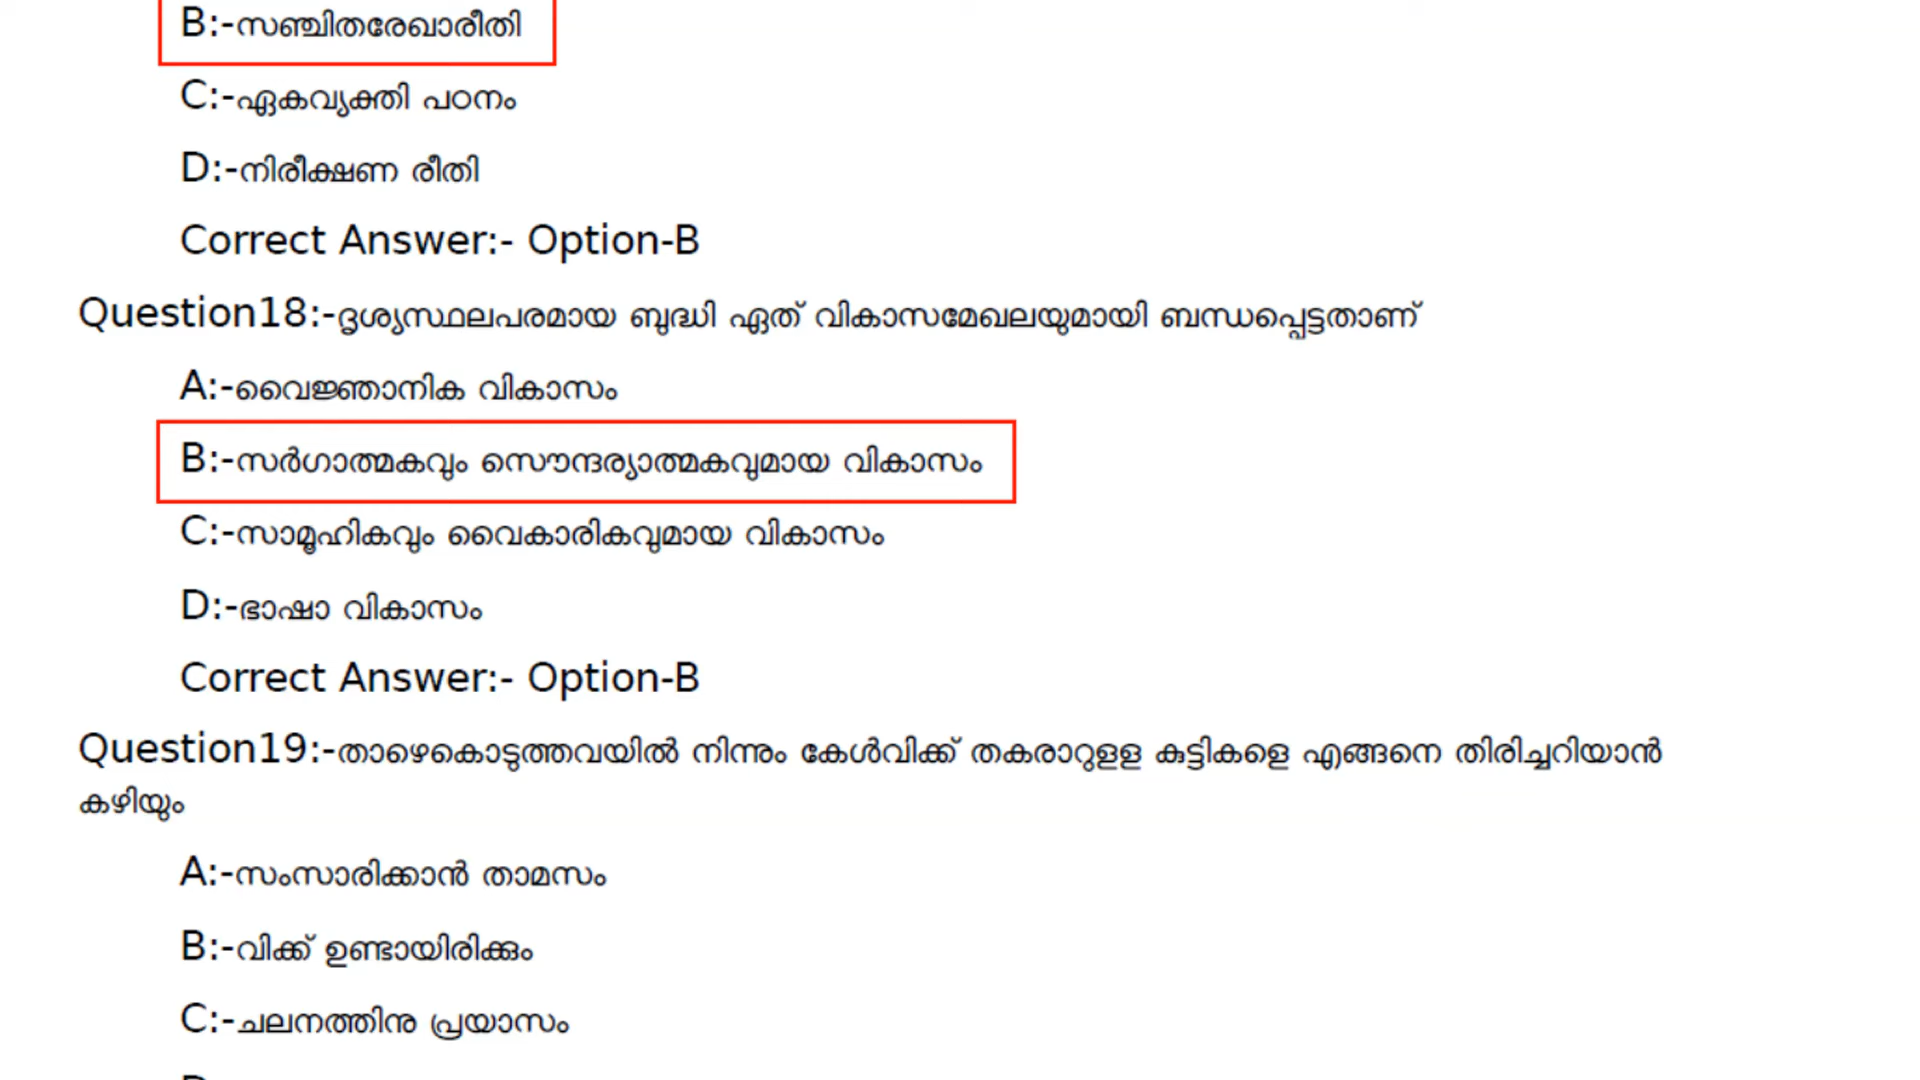 B:-സഞ്ചിതരേഖാരീതി
C:-ഏകവ്യക്തി പഠനം
D:-നിരീക്ഷണ രീതി
Correct Answer:- Option-B
Question18:-ദൃശ്യസ്ഥലപരമായ ബുദ്ധി ഏത് വികാസമേഖലയുമായി ബന്ധപ്പെട്ടതാണ്
A:-വൈജ്ഞാനിക വികാസം
B:-സർഗാത്മകവും സൌന്ദര്യാത്മകവുമായ വികാസം
C:-സാമൂഹികവും വൈകാരികവുമായ വികാസം
D:-ഭാഷാ വികാസം
Correct Answer:- Option-B
Question19:-താഴെകൊടുത്തവയിൽ നിന്നും കേൾവിക്ക് തകരാറുളള കുട്ടികളെ എങ്ങനെ തിരിച്ചറിയാൻ
കഴിയും
A:-സംസാരിക്കാൻ താമസം
B:-വിക്ക് ഉണ്ടായിരിക്കും
C:-ചലനത്തിനു പ്രയാസം